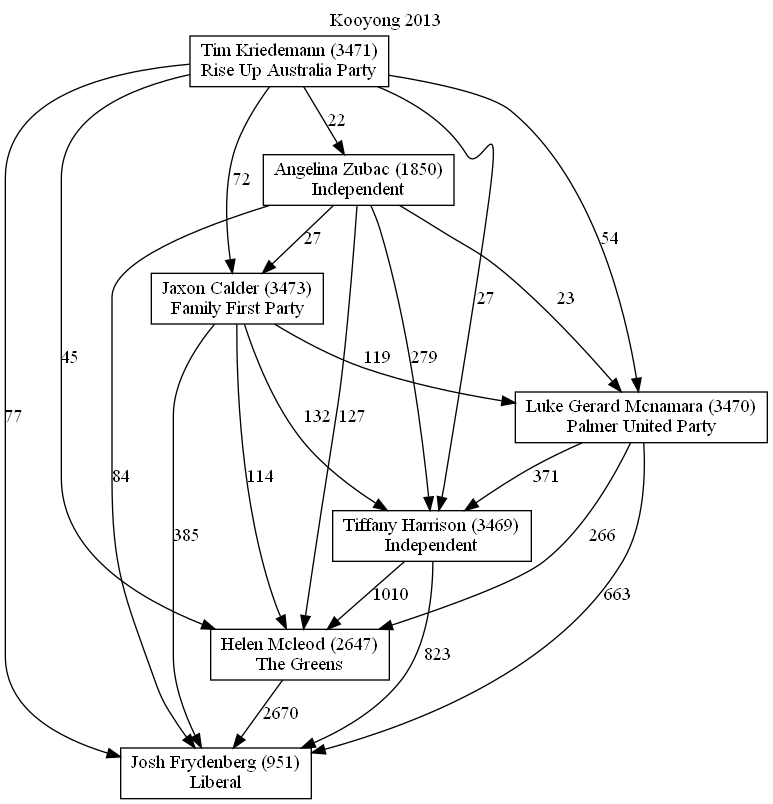 Kooyong 2013
Tim Kriedemann (3471)
Rise Up Australia Party
22
Angelina Zubac (1850)
Independent
72
27
54
Jaxon Calder (3473)
Family First Party
27
23
45
119
279
Luke Gerard Mcnamara (3470)
Palmer United Party
77
132
127
84
114
371
Tiffany Harrison (3469)
Independent
385
266
1010
663
Helen Mcleod (2647)
The Greens
823
2670
Josh Frydenberg (951)
Liberal